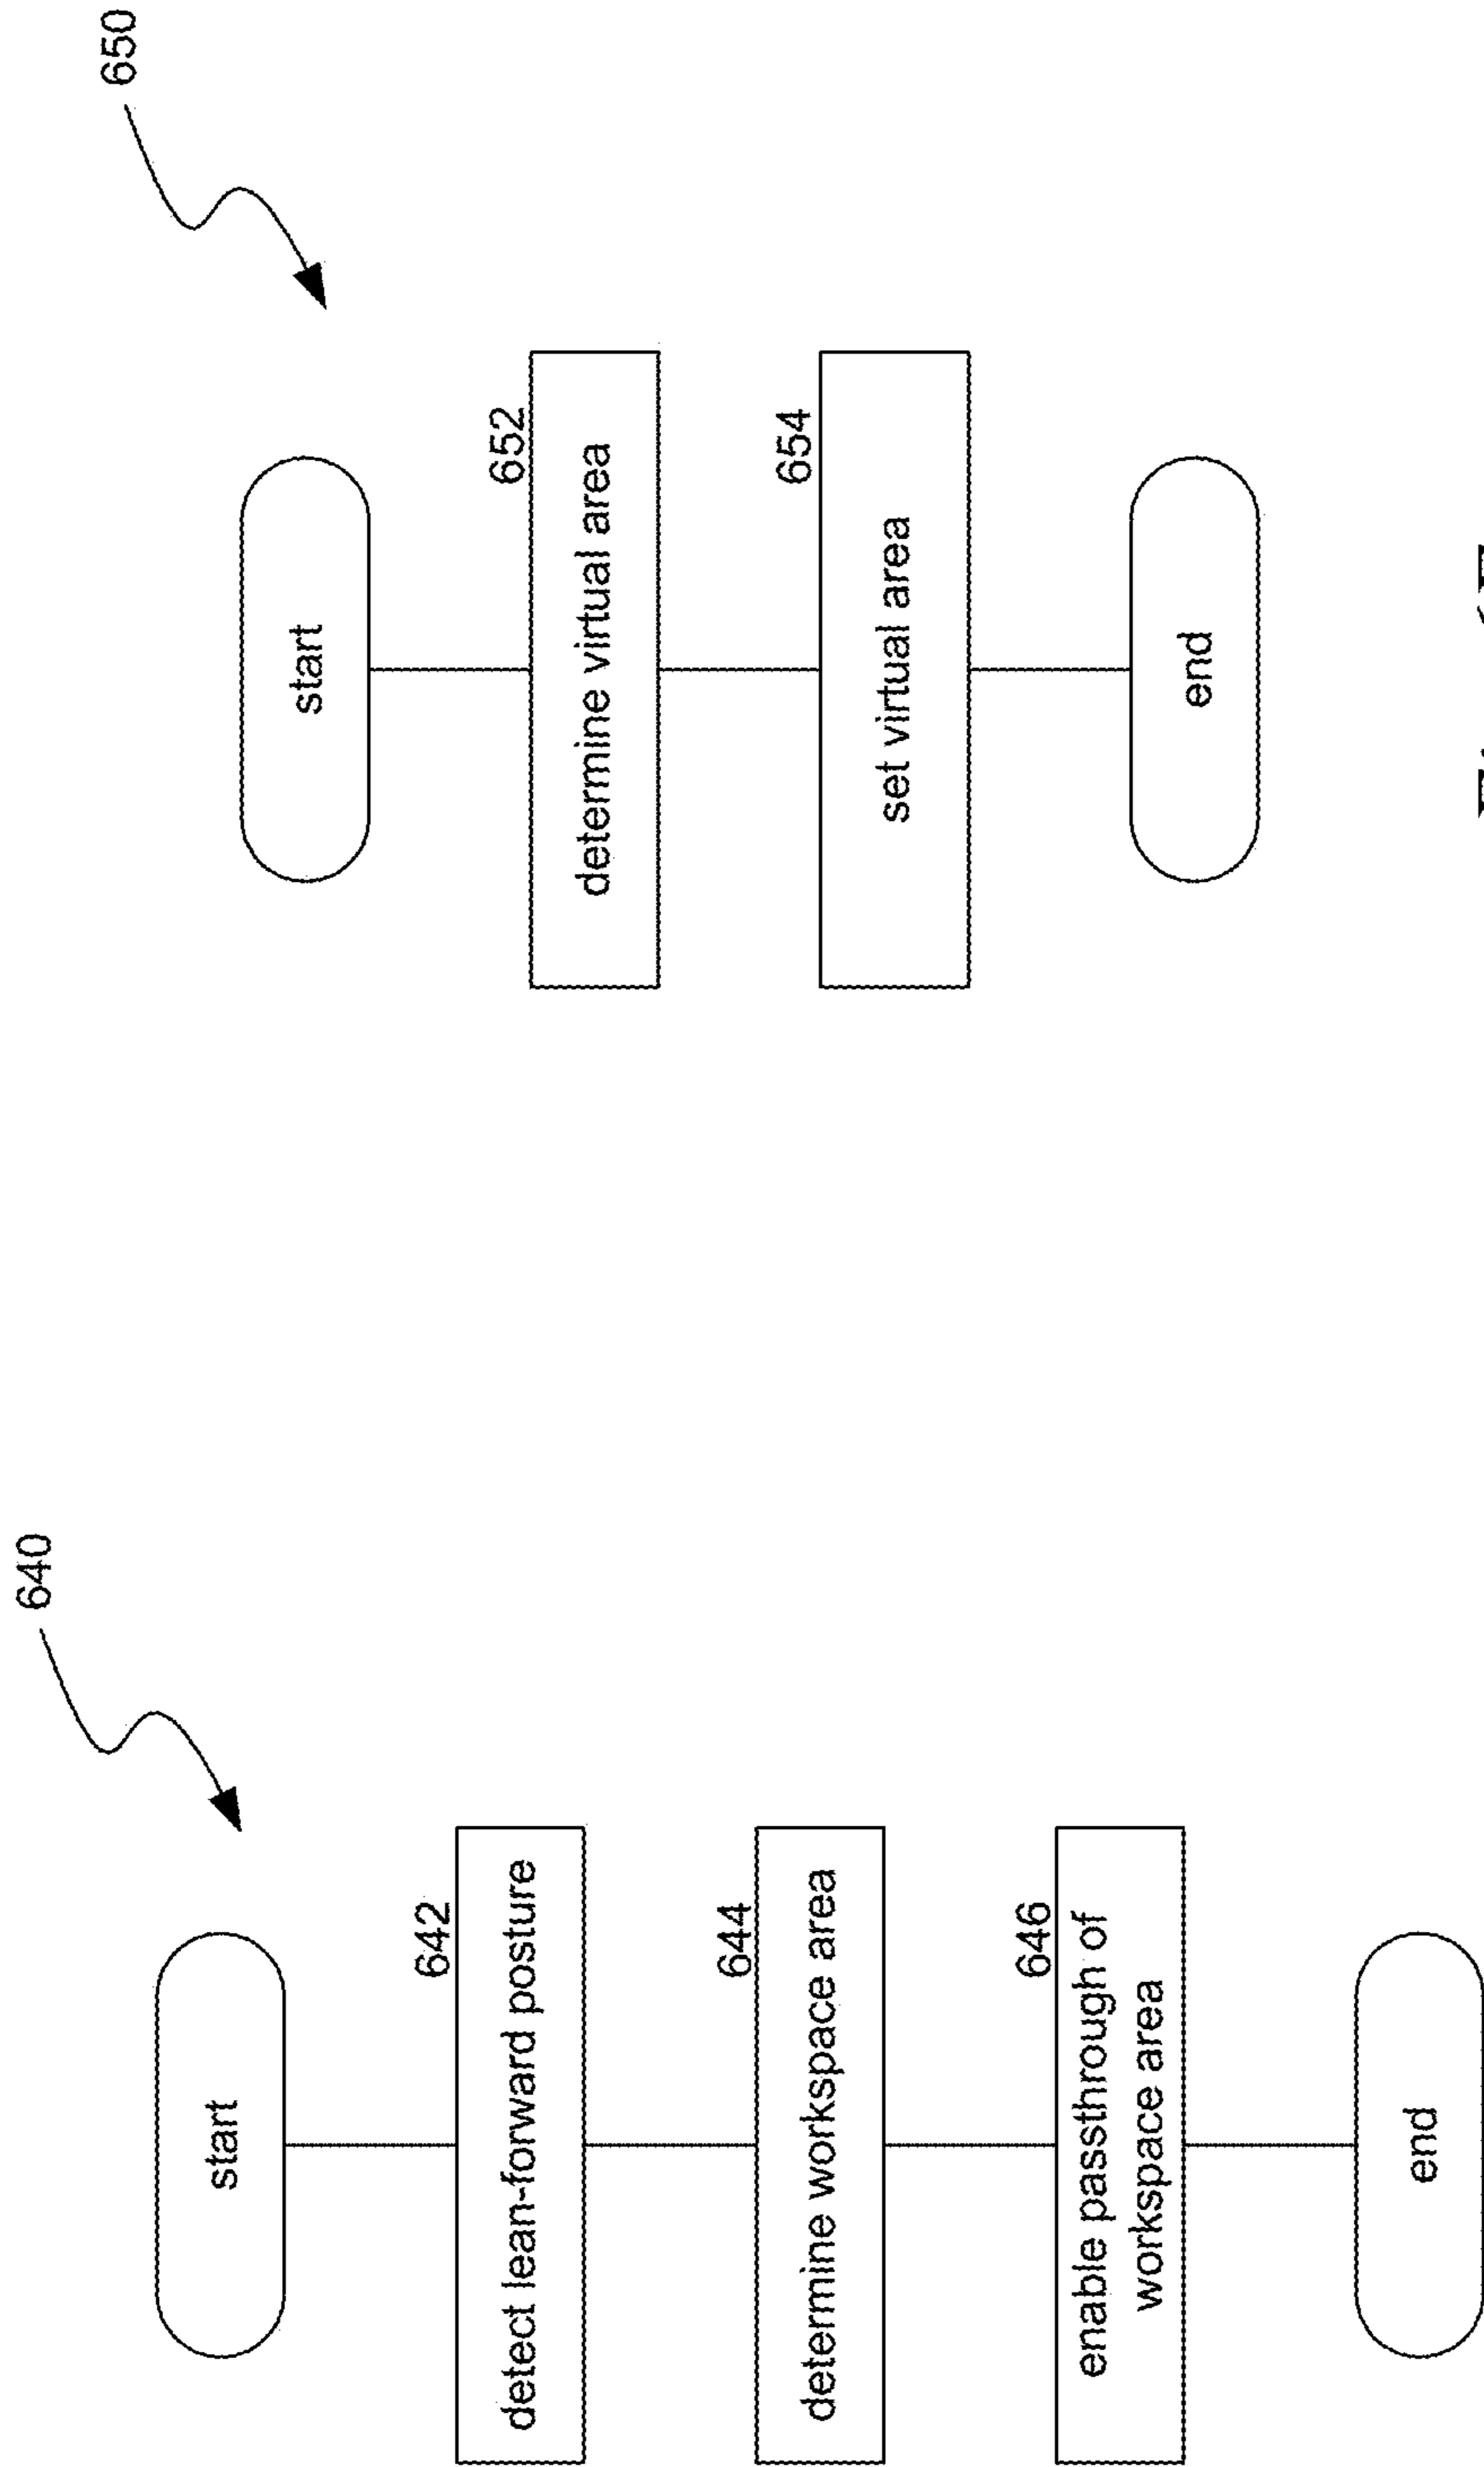 640
start
642
detect lean-forward posture
644
determine workspace area
646
enable passthrough of
workspace area
end
650
start
652
determine virtual area
654
set virtual area
end